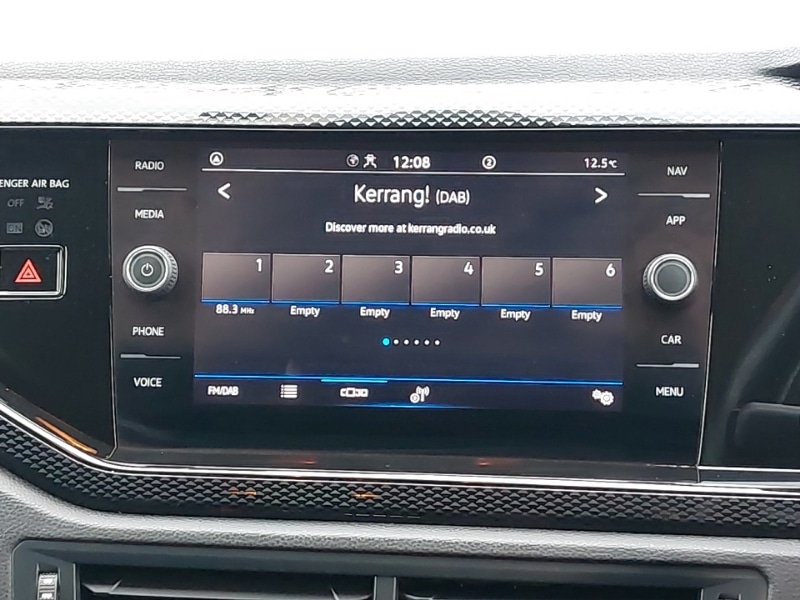 ENGER AIR BAG
OFF
ON
RADIO
MEDIA
PHONE
VOICE
12:08
2
12.5°C
< Kerrang! (DAB) >
Discover more at kerrangradio.co.uk
1 2 3 4 5 6
88.3 MHz Empty Empty Empty Empty Empty
FM/DAB
NAV
APP
CAR
MENU